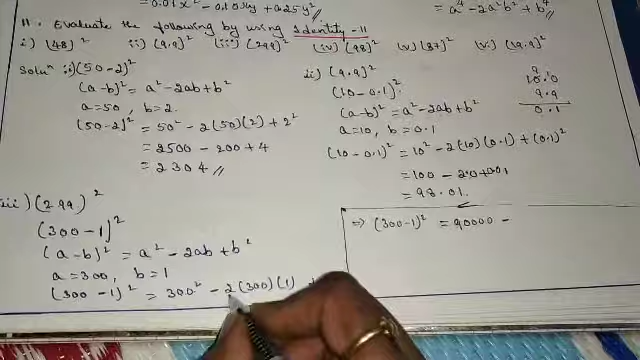 0.01x² - 0.10xy + 0.25y²
a⁴ - 2a²b² + b⁴
11. Evaluate the following by using Identity-II
i) (48)² ii) (9.9)² (iii) (299)² (iv) (98)² (v) (37)² (vi) (19.9)²
Solun i) (50-2)²
(a-b)² = a² - 2ab + b²
a = 50, b = 2.
(50-2)² = 50² - 2(50)(2) + 2²
= 2500 - 200 + 4
= 2304
ii) (9.9)²
(10 - 0.1)²
(a-b)² = a² - 2ab + b²
a = 10, b = 0.1
(10 - 0.1)² = 10² - 2(10)(0.1) + (0.1)²
= 100 - 2.0 + 0.01
= 98.01.
9
10.0
9.9
0.1
iii) (299)²
(300 - 1)²
(a-b)² = a² - 2ab + b²
a = 300, b = 1
(300 - 1)² = 300² - 2(300)(1) +
⇒ (300-1)² = 90000 -